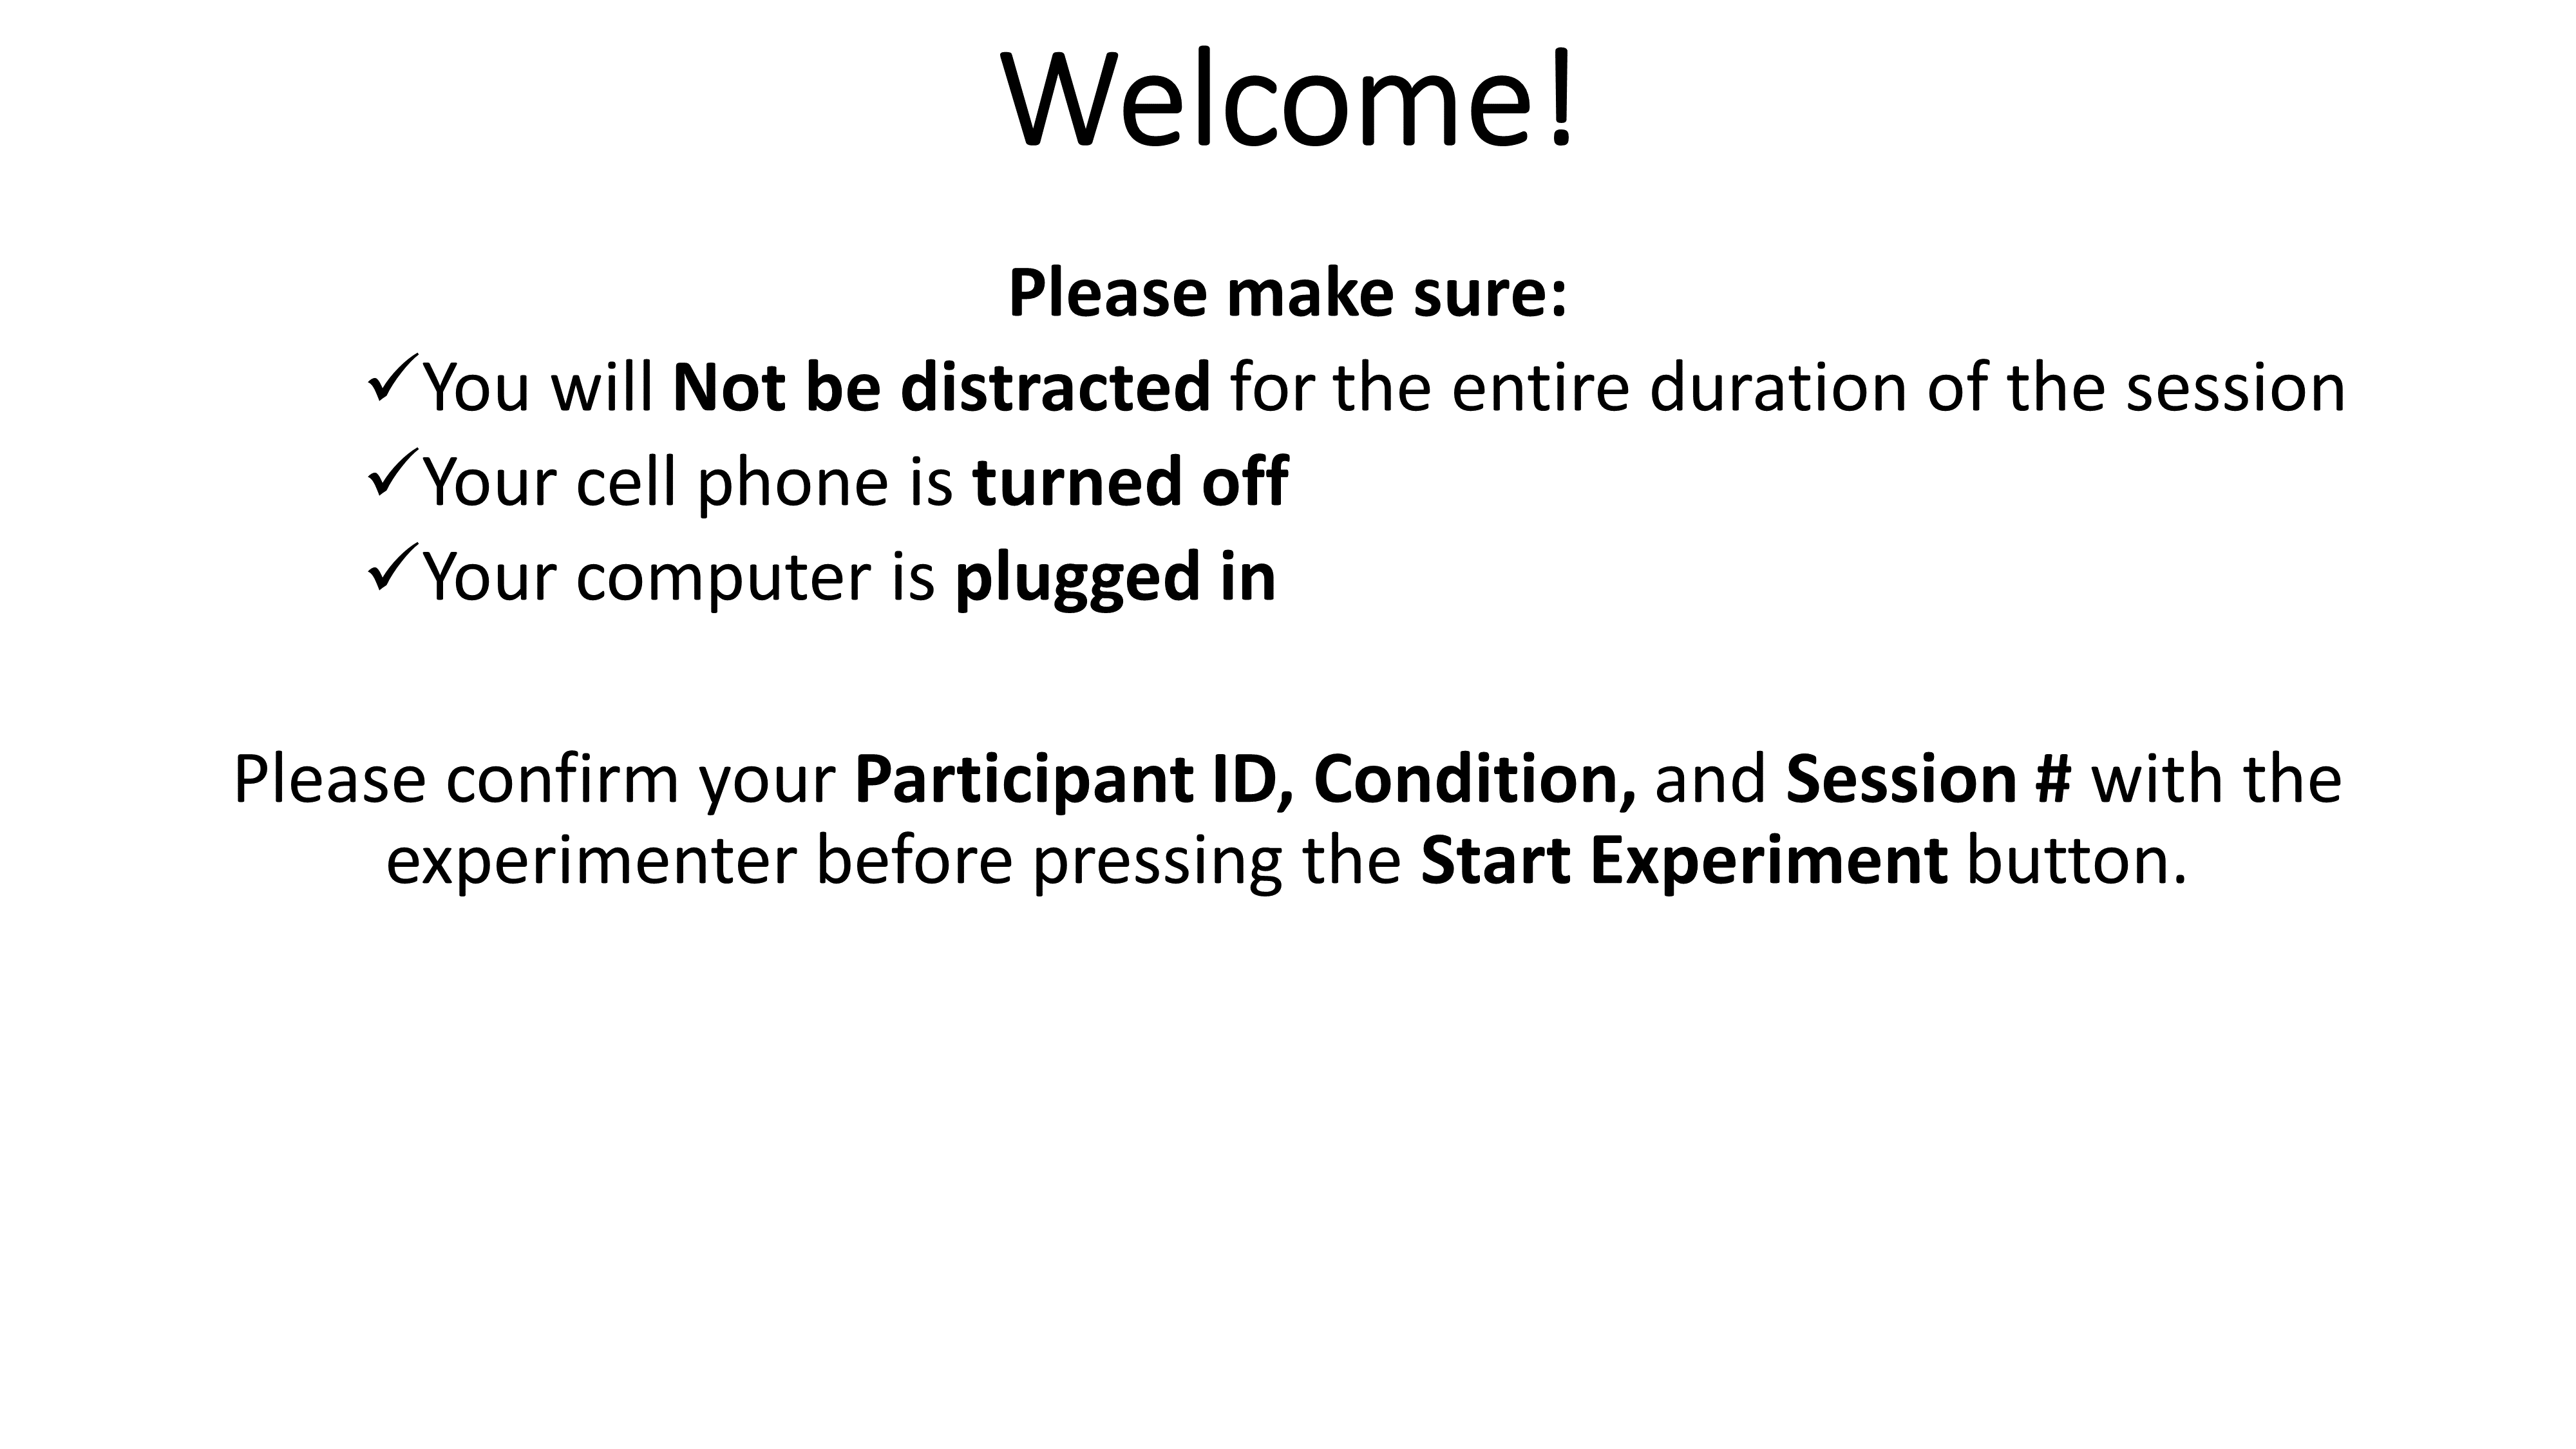 Welcome!
Please make sure:
✓You will Not be distracted for the entire duration of the session
✓Your cell phone is turned off
✓Your computer is plugged in
Please confirm your Participant ID, Condition, and Session # with the
experimenter before pressing the Start Experiment button.